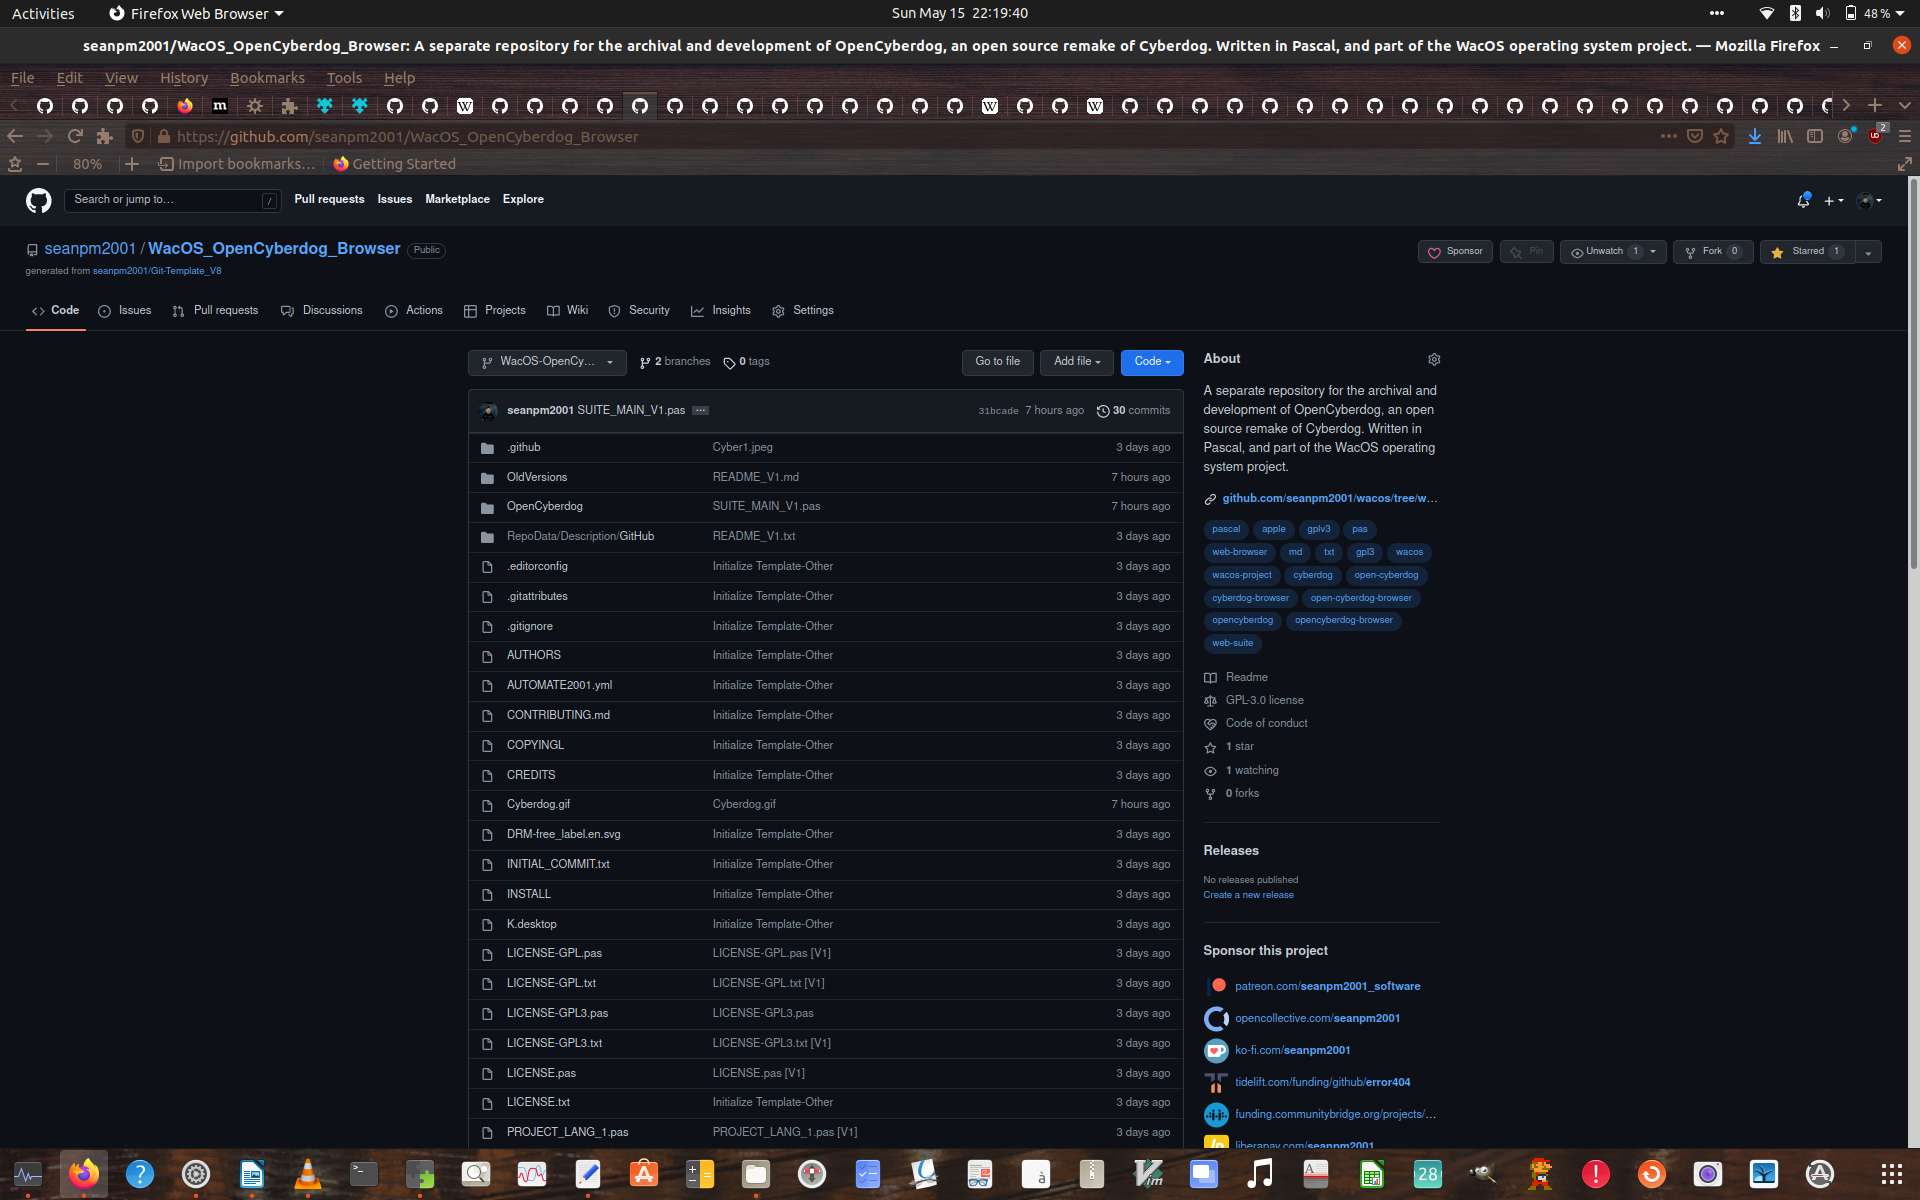 Activities
Firefox Web Browser
Sun May 15 22:19:40
48 %
seanpm2001/WacOS_OpenCyberdog_Browser: A separate repository for the archival and development of OpenCyberdog, an open source remake of Cyberdog. Written in Pascal, and part of the WacOS operating system project. — Mozilla Firefox
File Edit View History Bookmarks Tools Help
https://github.com/seanpm2001/WacOS_OpenCyberdog_Browser
2
80%
Import bookmarks...
Getting Started
Search or jump to...
/
Pull requests Issues Marketplace Explore
seanpm2001 / WacOS_OpenCyberdog_Browser Public
generated from seanpm2001/Git-Template_V8
Sponsor
Pin
Unwatch 1
Fork 0
Starred 1
Code Issues Pull requests Discussions Actions Projects Wiki Security Insights Settings
WacOS-OpenCy...
2 branches
0 tags
Go to file
Add file
Code
seanpm2001 SUITE_MAIN_V1.pas ...
31bcade 7 hours ago 30 commits
.github Cyber1.jpeg 3 days ago
OldVersions README_V1.md 7 hours ago
OpenCyberdog SUITE_MAIN_V1.pas 7 hours ago
RepoData/Description/GitHub README_V1.txt 3 days ago
.editorconfig Initialize Template-Other 3 days ago
.gitattributes Initialize Template-Other 3 days ago
.gitignore Initialize Template-Other 3 days ago
AUTHORS Initialize Template-Other 3 days ago
AUTOMATE2001.yml Initialize Template-Other 3 days ago
CONTRIBUTING.md Initialize Template-Other 3 days ago
COPYINGL Initialize Template-Other 3 days ago
CREDITS Initialize Template-Other 3 days ago
Cyberdog.gif Cyberdog.gif 7 hours ago
DRM-free_label.en.svg Initialize Template-Other 3 days ago
INITIAL_COMMIT.txt Initialize Template-Other 3 days ago
INSTALL Initialize Template-Other 3 days ago
K.desktop Initialize Template-Other 3 days ago
LICENSE-GPL.pas LICENSE-GPL.pas [V1] 3 days ago
LICENSE-GPL.txt LICENSE-GPL.txt [V1] 3 days ago
LICENSE-GPL3.pas LICENSE-GPL3.pas 3 days ago
LICENSE-GPL3.txt LICENSE-GPL3.txt [V1] 3 days ago
LICENSE.pas LICENSE.pas [V1] 3 days ago
LICENSE.txt Initialize Template-Other 3 days ago
PROJECT_LANG_1.pas PROJECT_LANG_1.pas [V1] 3 days ago
About
A separate repository for the archival and
development of OpenCyberdog, an open
source remake of Cyberdog. Written in
Pascal, and part of the WacOS operating
system project.
github.com/seanpm2001/wacos/tree/w...
pascal apple gplv3 pas
web-browser md txt gpl3 wacos
wacos-project cyberdog open-cyberdog
cyberdog-browser open-cyberdog-browser
opencyberdog opencyberdog-browser
web-suite
Readme
GPL-3.0 license
Code of conduct
1 star
1 watching
0 forks
Releases
No releases published
Create a new release
Sponsor this project
patreon.com/seanpm2001_software
opencollective.com/seanpm2001
ko-fi.com/seanpm2001
tidelift.com/funding/github/error404
funding.communitybridge.org/projects/...
liberapay.com/seanpm2001
28